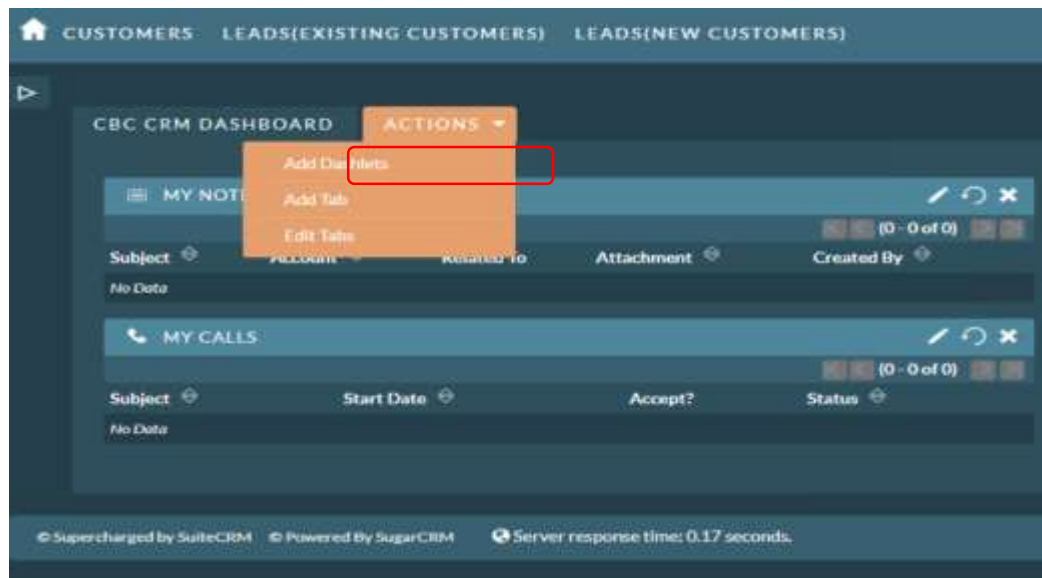 CUSTOMERS LEADS(EXISTING CUSTOMERS) LEADS(NEW CUSTOMERS)
CBC CRM DASHBOARD ACTIONS
Add Dashlets
MY NOT
Add Tab
(0 - 0 of 0)
Edit Tabs
Subject Account Related To Attachment Created By
No Data
MY CALLS
(0 - 0 of 0)
Subject Start Date Accept? Status
No Data
© Supercharged by SuiteCRM © Powered By SugarCRM Server response time: 0.17 seconds.